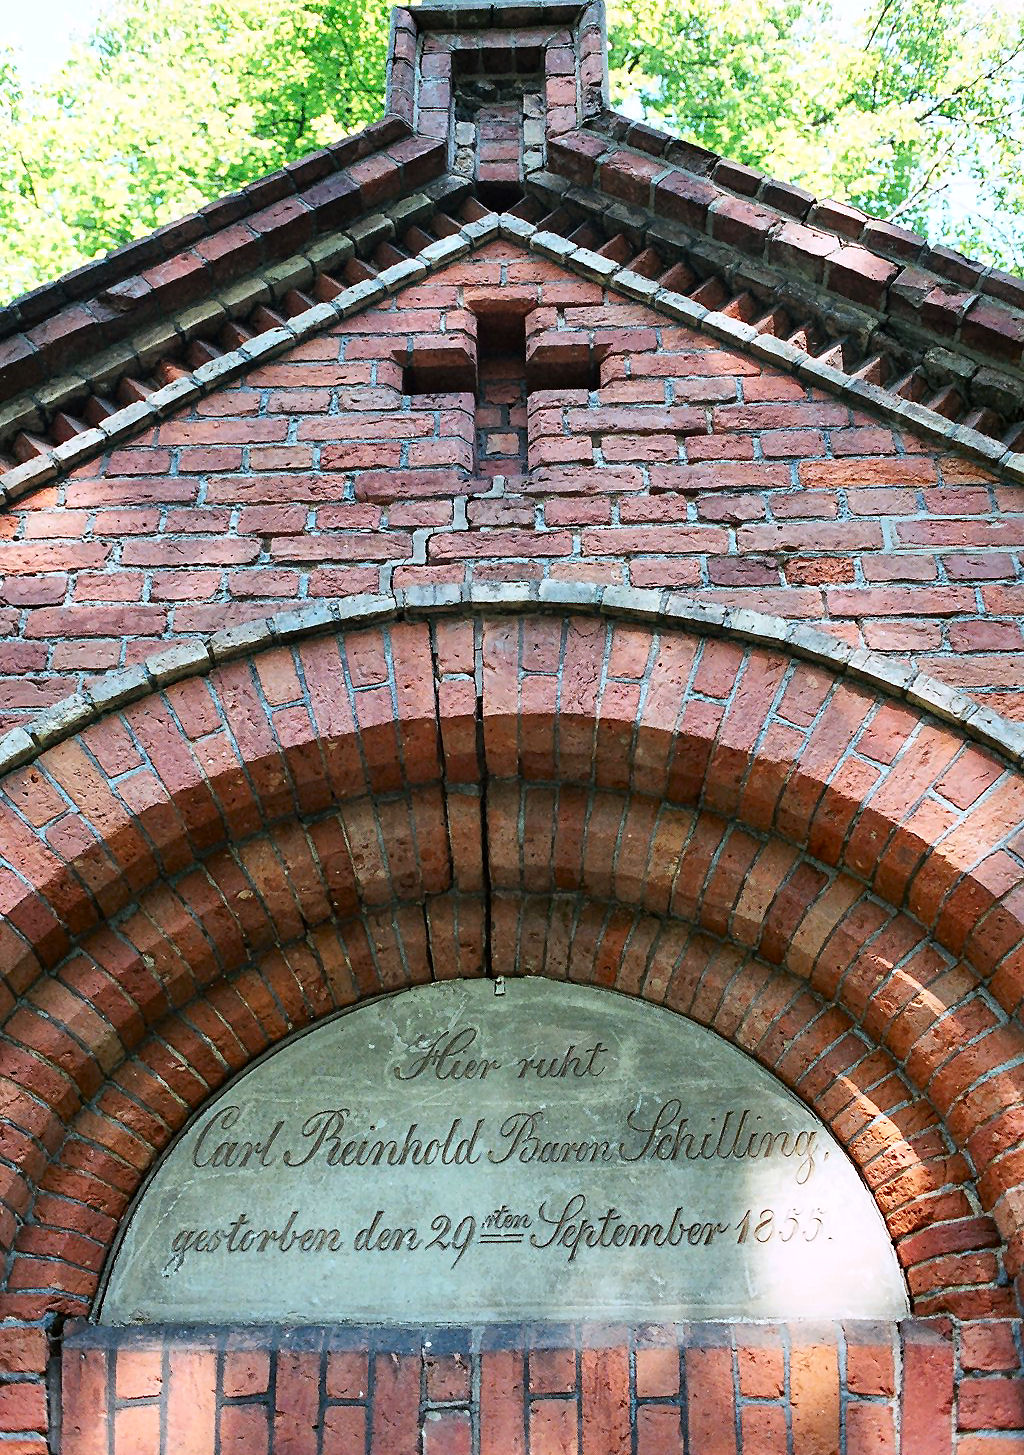 Hier ruht
Carl Reinhold Baron Schilling,
gestorben den 29sten September 1855.